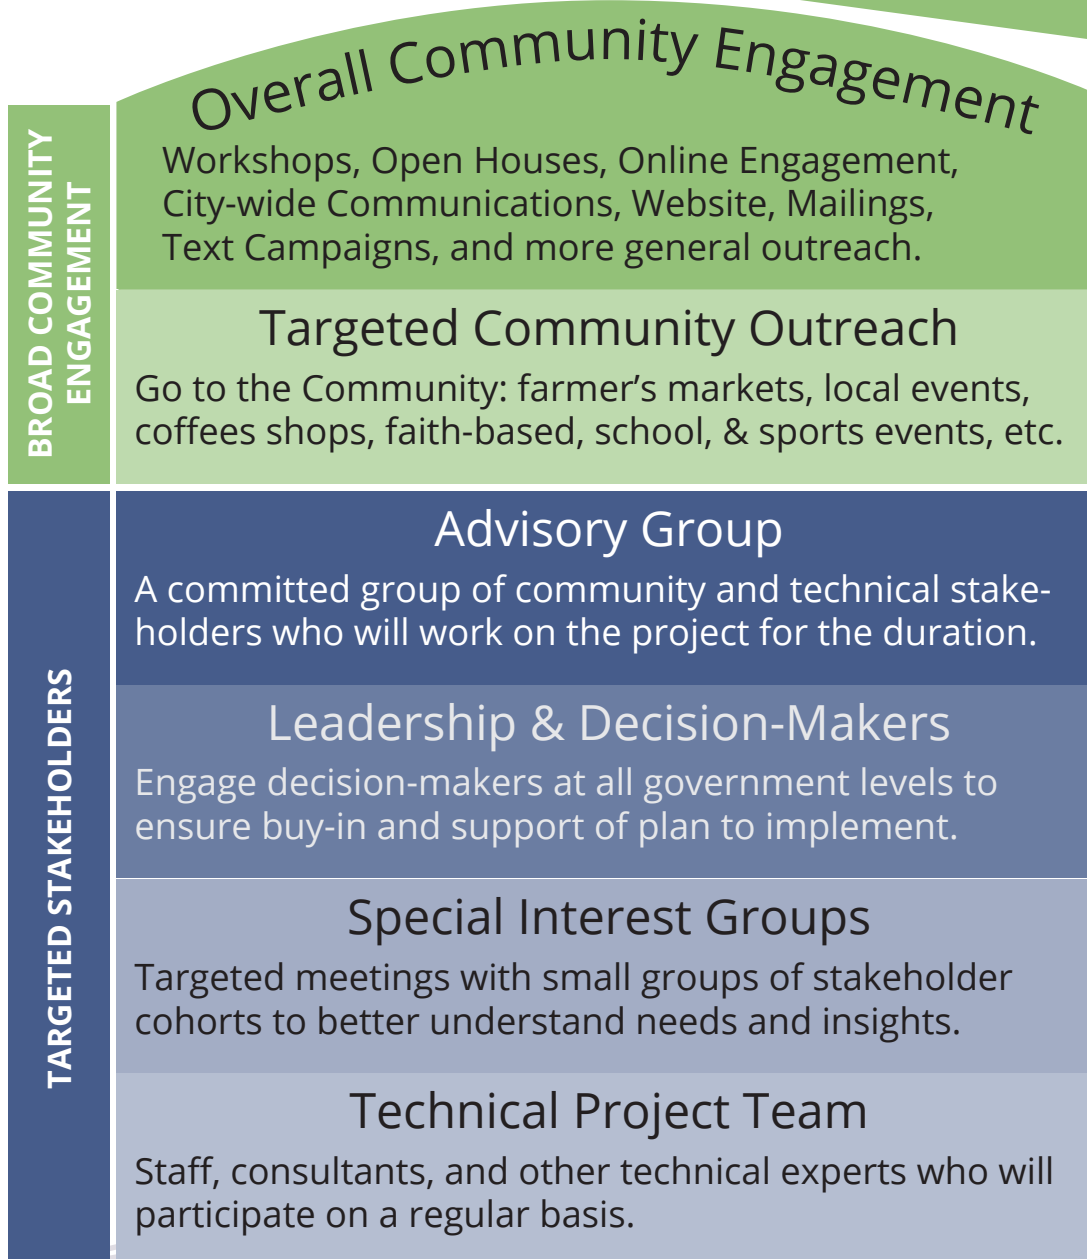 Overall Community Engagement
BROAD COMMUNITY
ENGAGEMENT
Workshops, Open Houses, Online Engagement,
City-wide Communications, Website, Mailings,
Text Campaigns, and more general outreach.
Targeted Community Outreach
Go to the Community: farmer’s markets, local events,
coffees shops, faith-based, school, & sports events, etc.
TARGETED STAKEHOLDERS
Advisory Group
A committed group of community and technical stake-
holders who will work on the project for the duration.
Leadership & Decision-Makers
Engage decision-makers at all government levels to
ensure buy-in and support of plan to implement.
Special Interest Groups
Targeted meetings with small groups of stakeholder
cohorts to better understand needs and insights.
Technical Project Team
Staff, consultants, and other technical experts who will
participate on a regular basis.